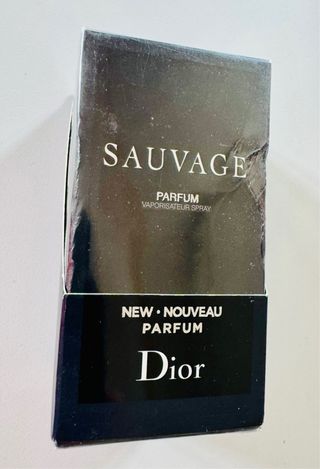 SAUVAGE
PARFUM
VAPORISATEUR SPRAY
NEW • NOUVEAU
PARFUM
Dior